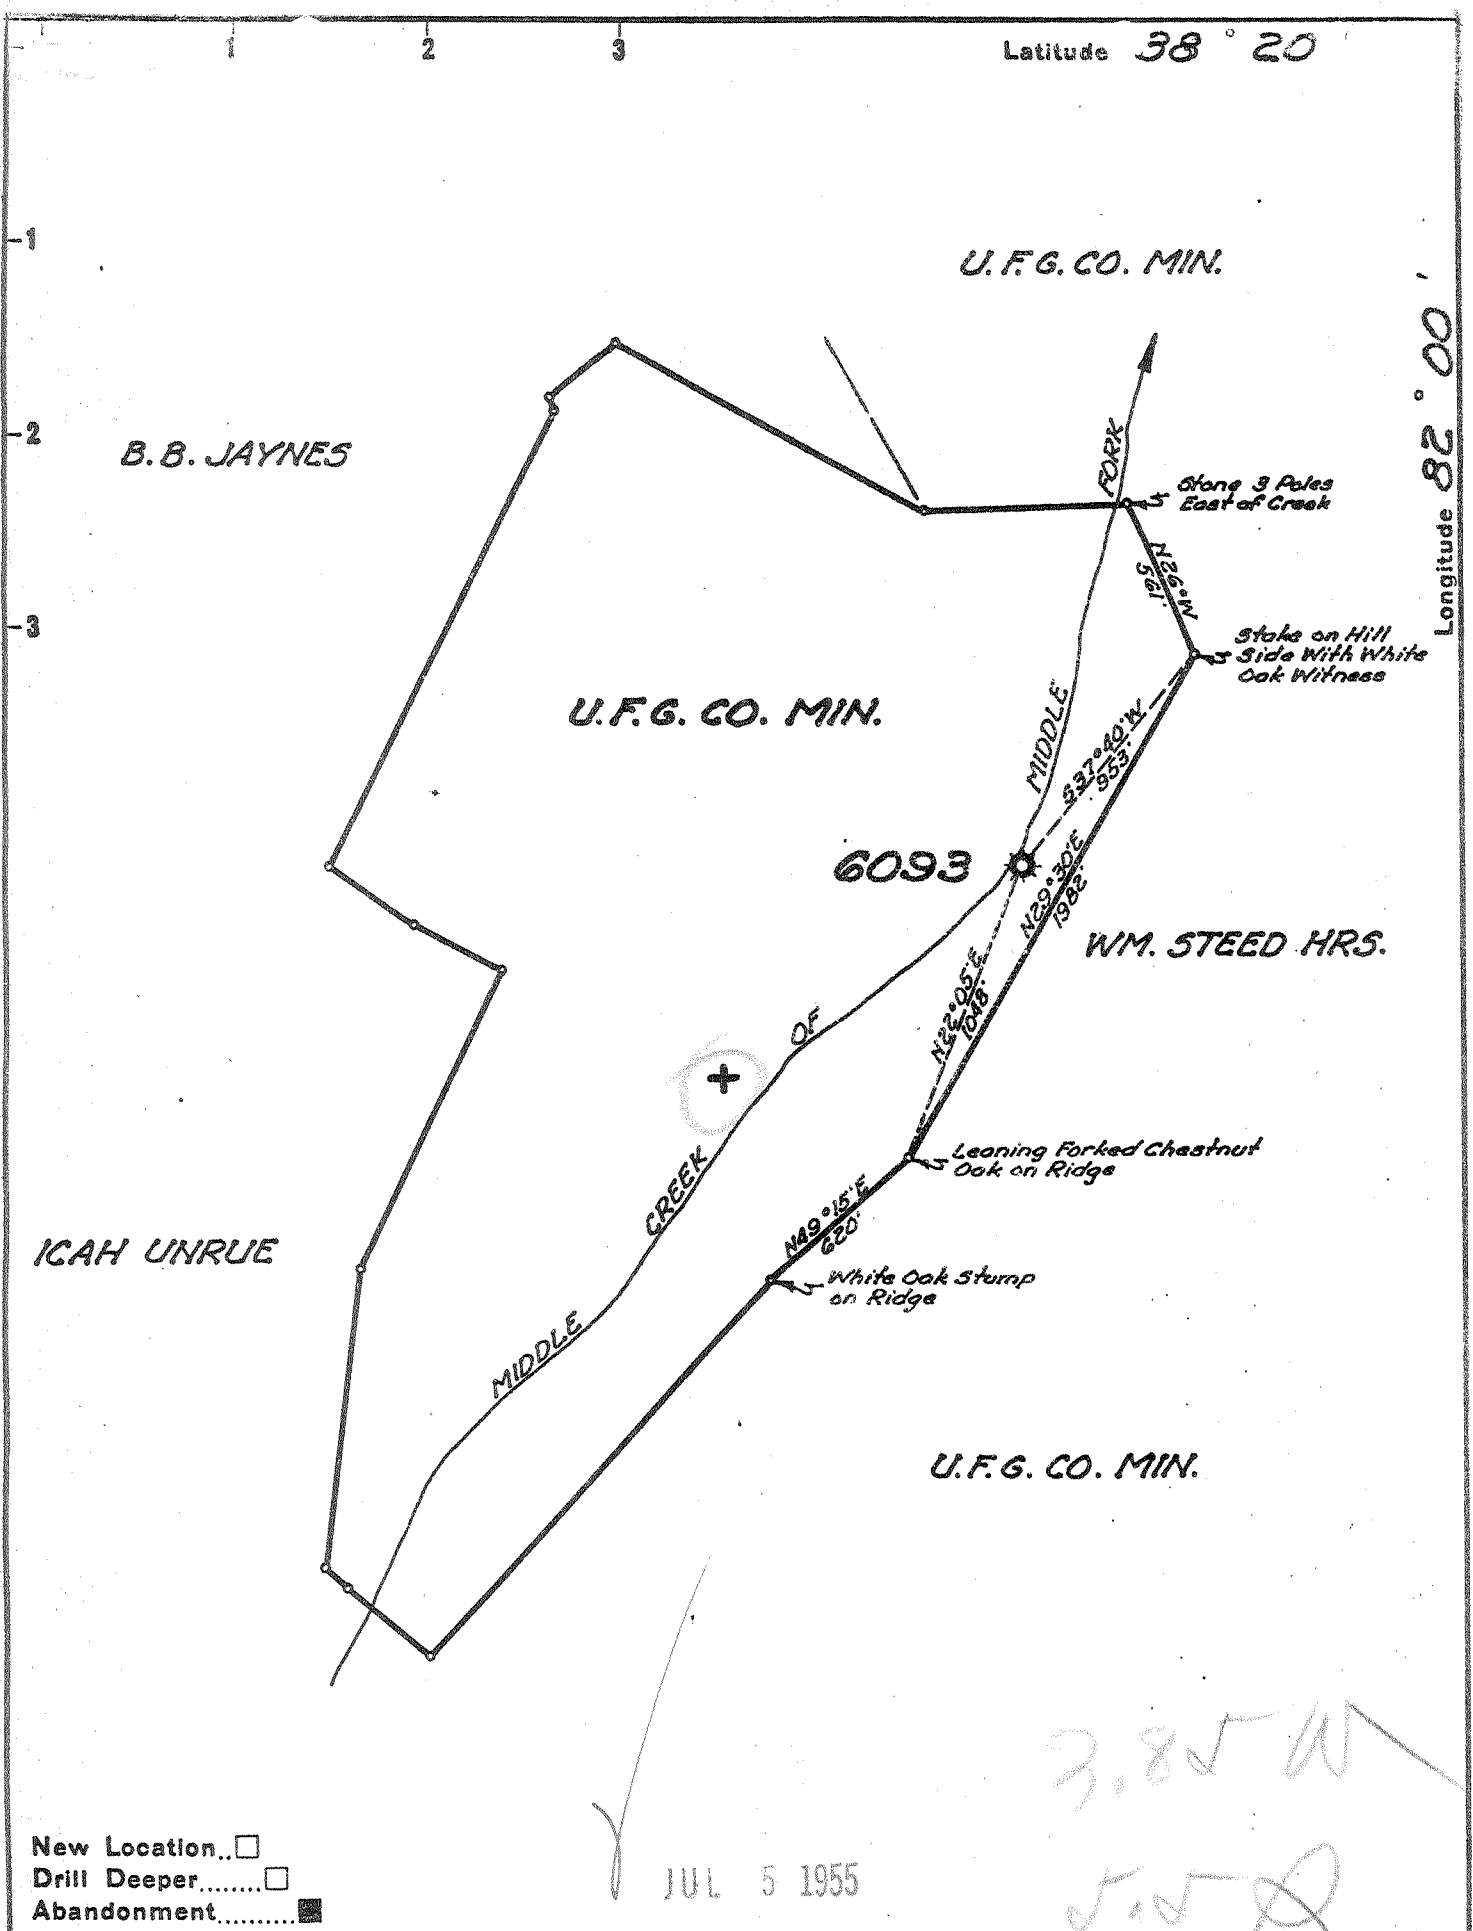 1 2 3 Latitude 38° 20'
1
U.F.G. CO. MIN.
Longitude 82° 00'
2
B.B. JAYNES
FORK
Stone 3 Poles
East of Creek
N26°W
561'
3
Stake on Hill
Side With White
Oak Witness
U.F.G. CO. MIN.
MIDDLE
S37°40'W
953'
6093
N29°30'E
1982'
WM. STEED HRS.
N22°05'E
1048'
OF
+
Leaning Forked Chestnut
Oak on Ridge
CREEK
N49°15'E
620'
ICAH UNRUE
White Oak Stump
on Ridge
MIDDLE
U.F.G. CO. MIN.
3.85 W
New Location..
Drill Deeper........
Abandonment..........
JUL 5 1955
5.5